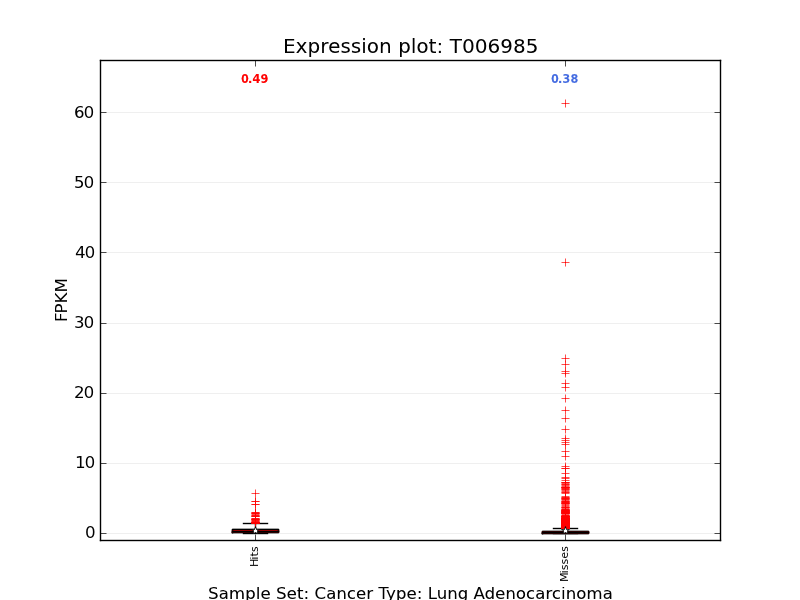 Expression plot: T006985
0.49
0.38
60
50
40
30
20
10
0
FPKM
Hits
Misses
Sample Set: Cancer Type: Lung Adenocarcinoma